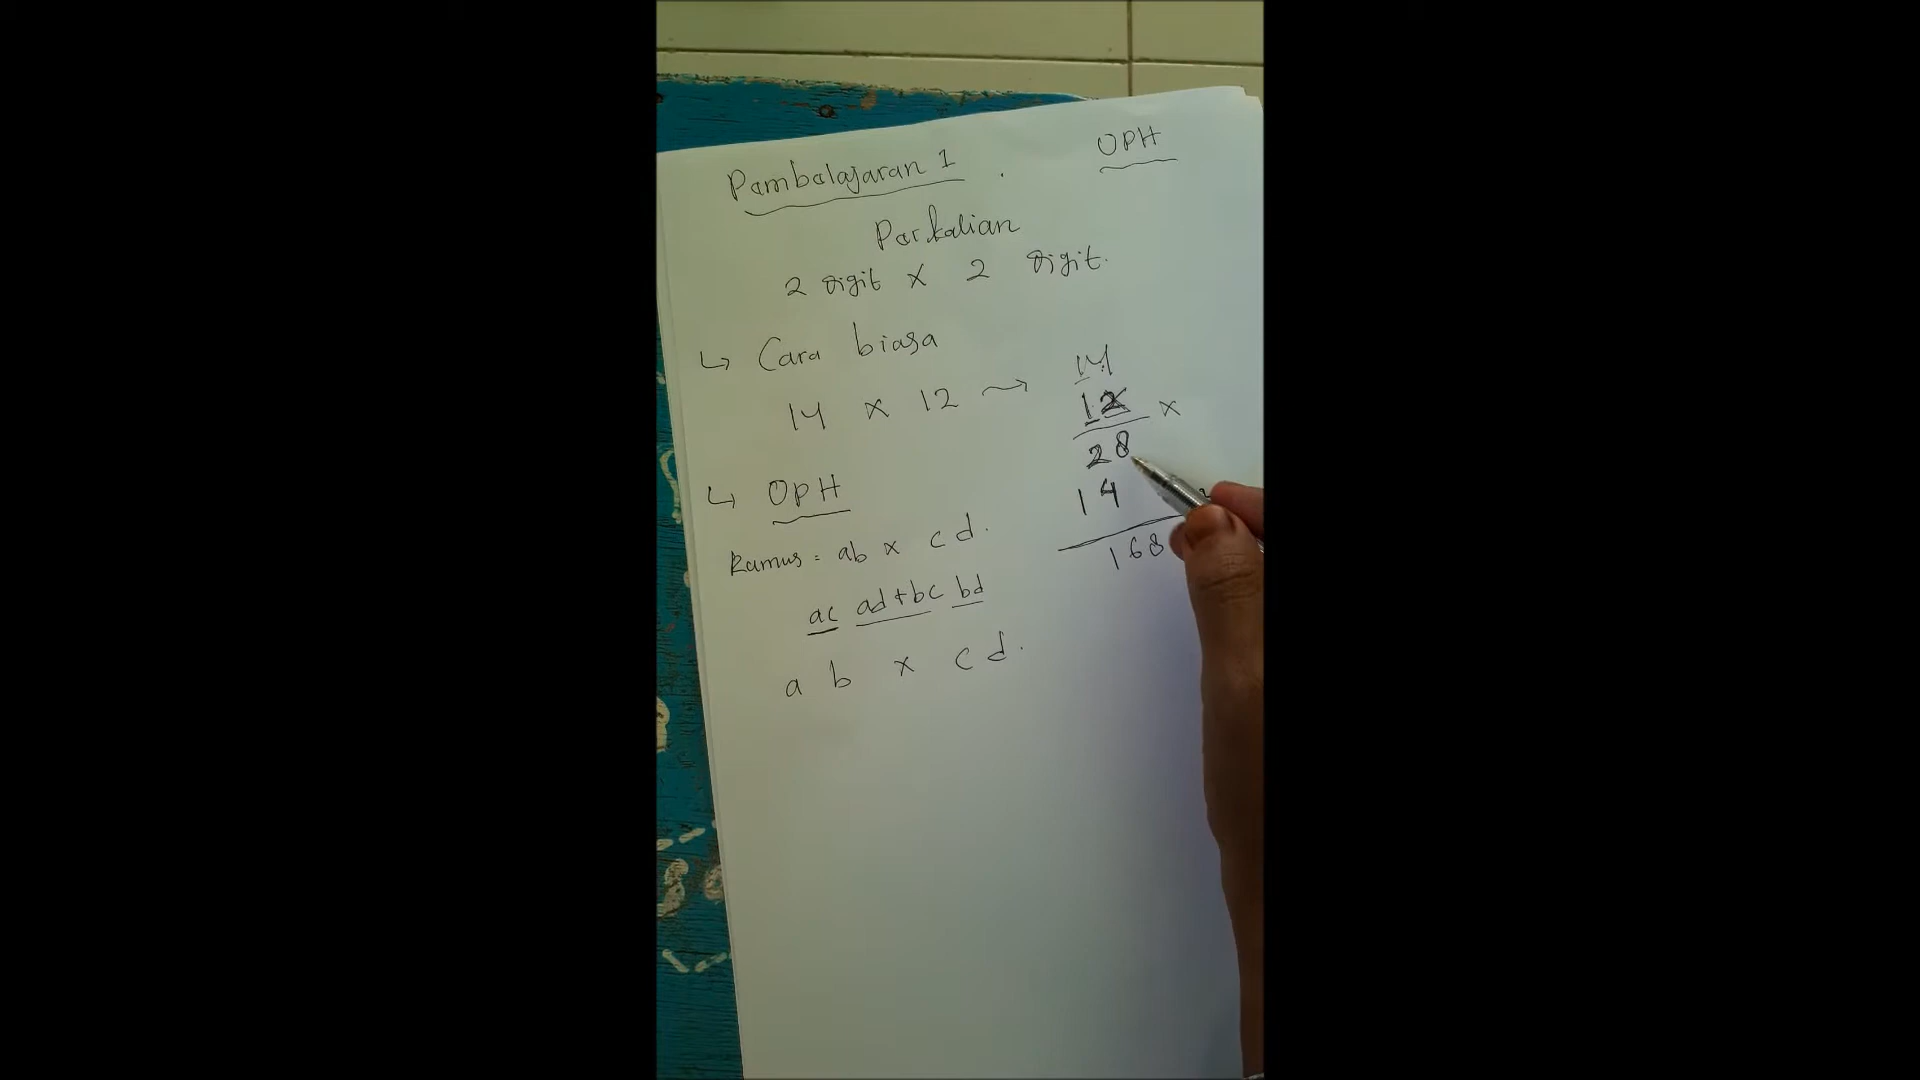 Pembelajaran 1.
OPH
Perkalian
2 digit x 2 digit.
↳ Cara biasa
14 x 12 →
14
12 x
28
14
168
↳ OPH
Rumus = ab x cd.
ac ad+bc bd
a b x c d.